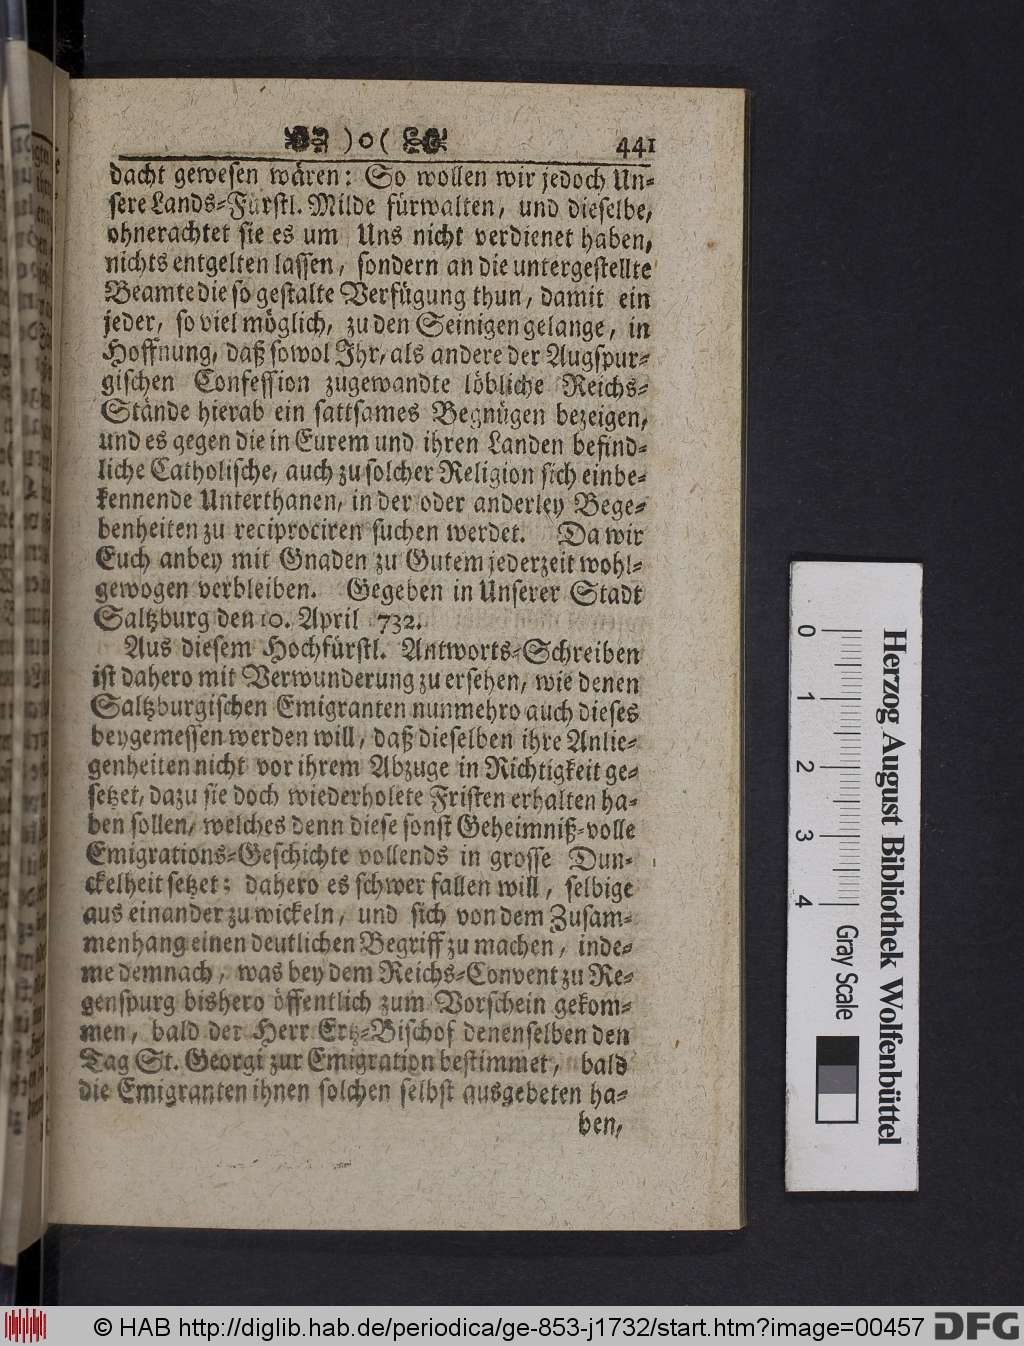 )o( 441
dacht gewesen wären: So wollen wir jedoch Un-
sere Lands-Fürstl. Milde fürwalten, und dieselbe,
ohnerachtet sie es um Uns nicht verdienet haben,
nichts entgelten lassen, sondern an die untergestellte
Beamte die so gestalte Verfügung thun, damit ein
jeder, so viel möglich, zu den Seinigen gelange, in
Hoffnung, daß sowol Ihr, als andere der Augspur-
gischen Confession zugewandte löbliche Reichs-
Stände hierab ein sattsames Begnügen bezeigen,
und es gegen die in Eurem und ihren Landen befind-
liche Catholische, auch zu solcher Religion sich einbe-
kennende Unterthanen, in der oder anderley Bege-
benheiten zu reciprociren suchen werdet. Da wir
Euch anbey mit Gnaden zu Gutem jederzeit wohl-
gewogen verbleiben. Gegeben in Unserer Stadt
Saltzburg den 10. April 732.
Aus diesem Hochfürstl. Antworts-Schreiben
ist dahero mit Verwunderung zu ersehen, wie denen
Saltzburgischen Emigranten nunmehro auch dieses
beygemessen werden will, daß dieselben ihre Anlie-
genheiten nicht vor ihrem Abzuge in Richtigkeit ge-
setzet, dazu sie doch wiederholete Fristen erhalten ha-
ben sollen, welches denn diese sonst Geheimniß-volle
Emigrations-Geschichte vollends in grosse Dun-
ckelheit setzet; dahero es schwer fallen will, selbige
aus einander zu wickeln, und sich von dem Zusam-
menhang einen deutlichen Begriff zu machen, inde-
me demnach, was bey dem Reichs-Convent zu Re-
genspurg bishero öffentlich zum Vorschein gekom-
men, bald der Herr Ertz-Bischof denenselben den
Tag St. Georgi zur Emigration bestimmet, bald
die Emigranten ihnen solchen selbst ausgebeten ha-
ben,
0 1 2 3 4
Gray Scale
Herzog August Bibliothek Wolfenbüttel
© HAB http://diglib.hab.de/periodica/ge-853-j1732/start.htm?image=00457
DFG